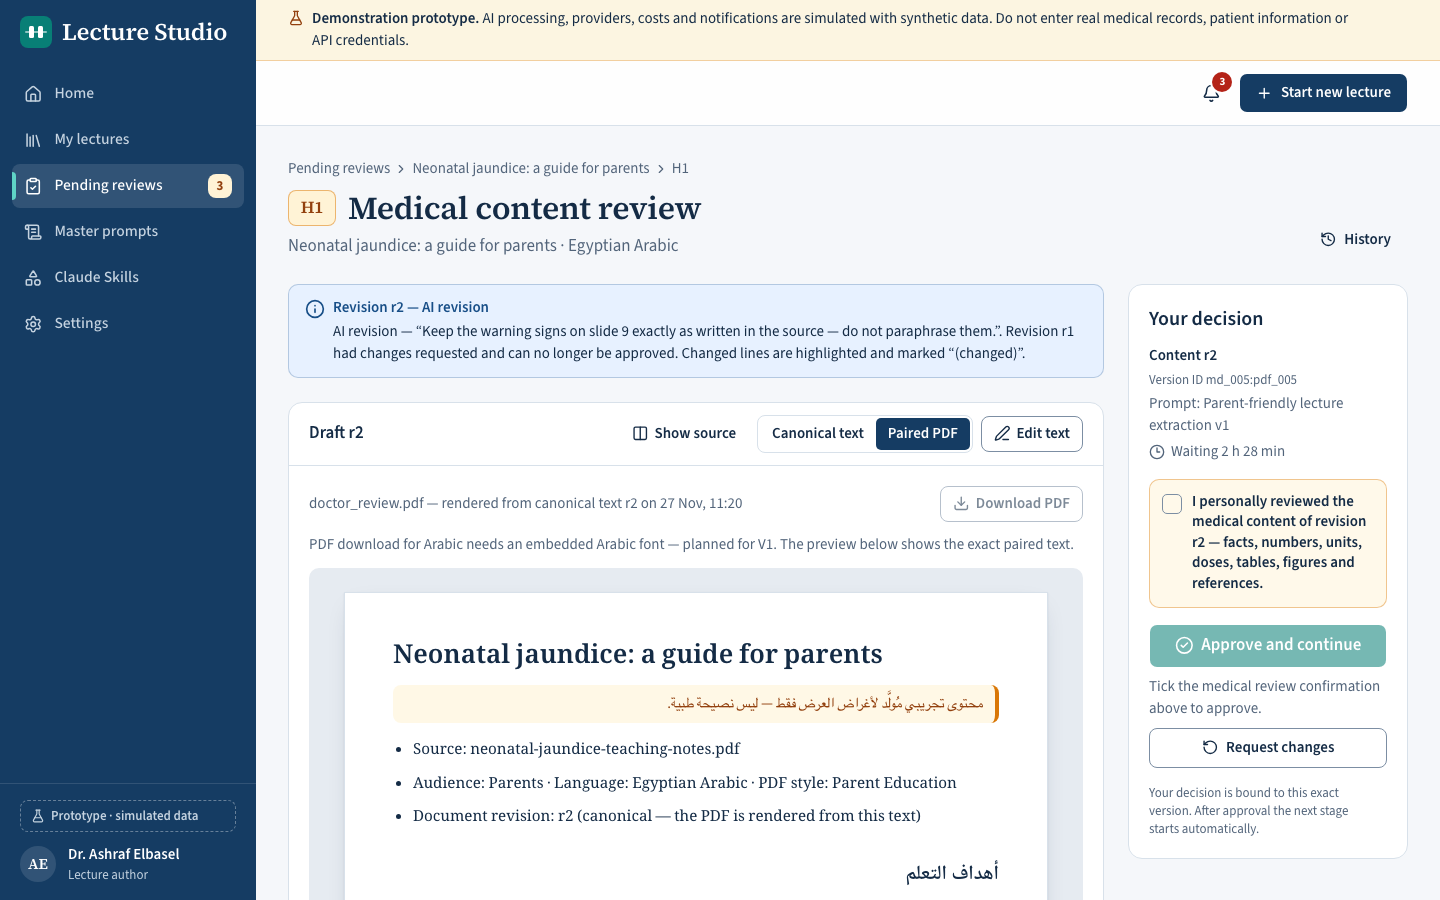 Lecture Studio
Home
My lectures
Pending reviews
3
Master prompts
Claude Skills
Settings
Prototype · simulated data
AE
Dr. Ashraf Elbasel
Lecture author
Demonstration prototype. AI processing, providers, costs and notifications are simulated with synthetic data. Do not enter real medical records, patient information or
API credentials.
3
Start new lecture
Pending reviews > Neonatal jaundice: a guide for parents > H1
H1
Medical content review
Neonatal jaundice: a guide for parents · Egyptian Arabic
History
Revision r2 — AI revision
AI revision — “Keep the warning signs on slide 9 exactly as written in the source — do not paraphrase them.”. Revision r1
had changes requested and can no longer be approved. Changed lines are highlighted and marked “(changed)”.
Draft r2
Show source
Canonical text
Paired PDF
Edit text
doctor_review.pdf — rendered from canonical text r2 on 27 Nov, 11:20
Download PDF
PDF download for Arabic needs an embedded Arabic font — planned for V1. The preview below shows the exact paired text.
Neonatal jaundice: a guide for parents
محتوى تجريبي مُولَّد لأغراض العرض فقط — ليس نصيحة طبية.
• Source: neonatal-jaundice-teaching-notes.pdf
• Audience: Parents · Language: Egyptian Arabic · PDF style: Parent Education
• Document revision: r2 (canonical — the PDF is rendered from this text)
أهداف التعلم
Your decision
Content r2
Version ID md_005:pdf_005
Prompt: Parent-friendly lecture
extraction v1
Waiting 2 h 28 min
I personally reviewed the
medical content of revision
r2 — facts, numbers, units,
doses, tables, figures and
references.
Approve and continue
Tick the medical review confirmation
above to approve.
Request changes
Your decision is bound to this exact
version. After approval the next stage
starts automatically.